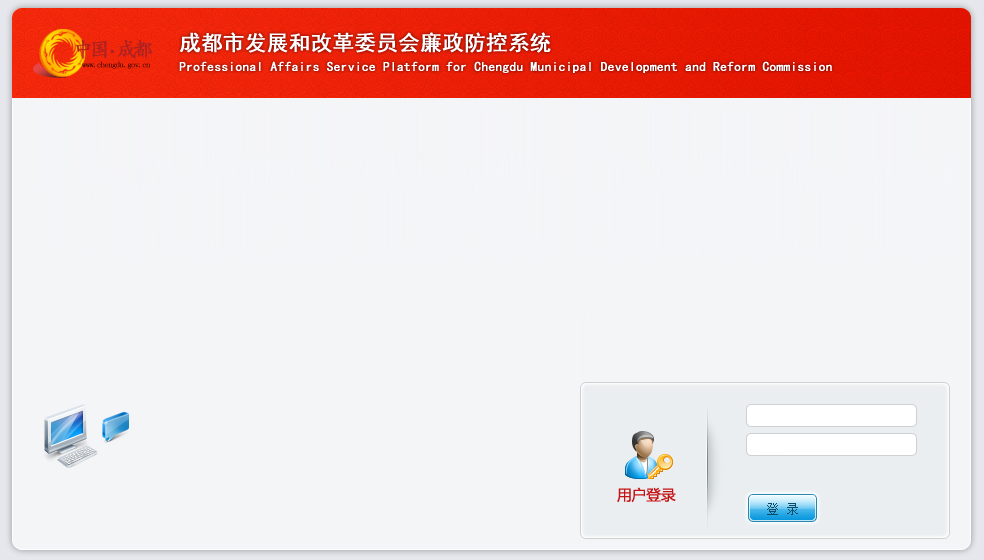 中国·成都
www.chengdu.gov.cn
成都市发展和改革委员会廉政防控系统
Professional Affairs Service Platform for Chengdu Municipal Development and Reform Commission
用户登录
登 录